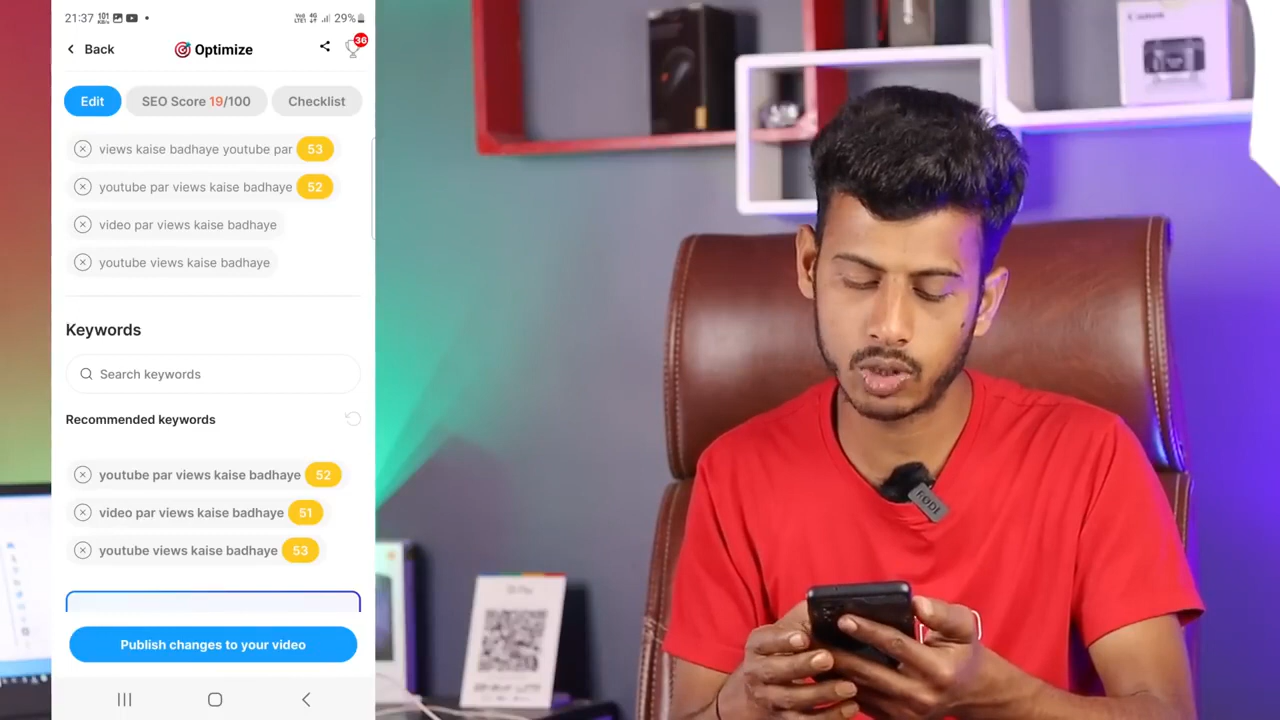 21:37
29%
36
Back
Optimize
Edit
SEO Score 19/100
Checklist
views kaise badhaye youtube par 53
youtube par views kaise badhaye 52
video par views kaise badhaye
youtube views kaise badhaye
Keywords
Search keywords
Recommended keywords
youtube par views kaise badhaye 52
video par views kaise badhaye 51
youtube views kaise badhaye 53
Publish changes to your video
Canon
RØDE